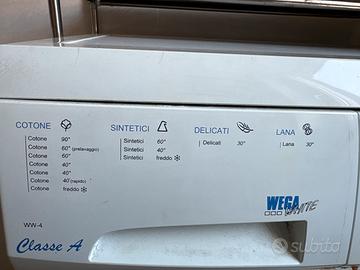 COTONE SINTETICI DELICATI LANA
Cotone 90° Sintetici 60° Delicati 30° Lana 30°
Cotone 60° (prelavaggio) Sintetici 40°
Cotone 60° Sintetici freddo
Cotone 40°
Cotone 40°
Cotone 40 (rapido)
Cotone freddo
WEGA
WHITE
WW-4
Classe A
subito